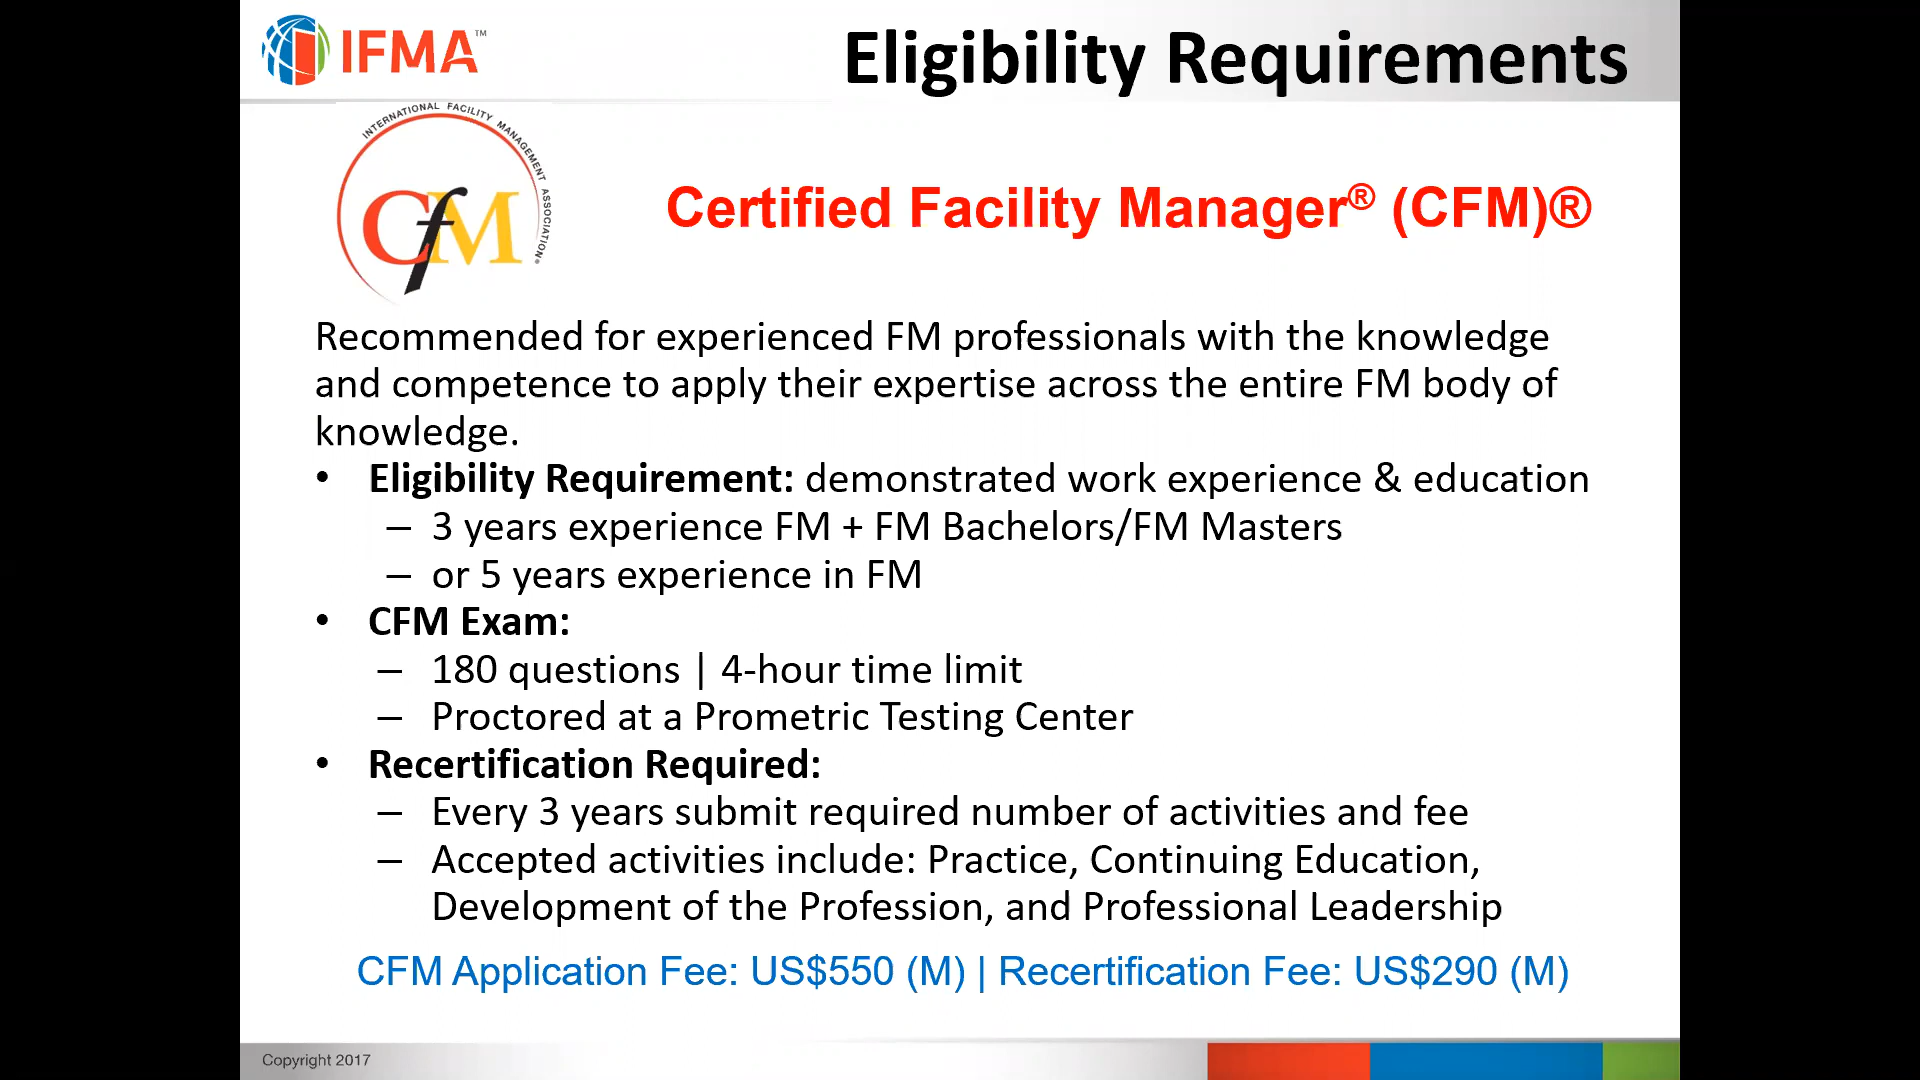 IFMA™
Eligibility Requirements
INTERNATIONAL FACILITY MANAGEMENT ASSOCIATION®
CfM
Certified Facility Manager® (CFM)®
Recommended for experienced FM professionals with the knowledge
and competence to apply their expertise across the entire FM body of
knowledge.
• Eligibility Requirement: demonstrated work experience & education
– 3 years experience FM + FM Bachelors/FM Masters
– or 5 years experience in FM
• CFM Exam:
– 180 questions | 4-hour time limit
– Proctored at a Prometric Testing Center
• Recertification Required:
– Every 3 years submit required number of activities and fee
– Accepted activities include: Practice, Continuing Education,
Development of the Profession, and Professional Leadership
CFM Application Fee: US$550 (M) | Recertification Fee: US$290 (M)
Copyright 2017